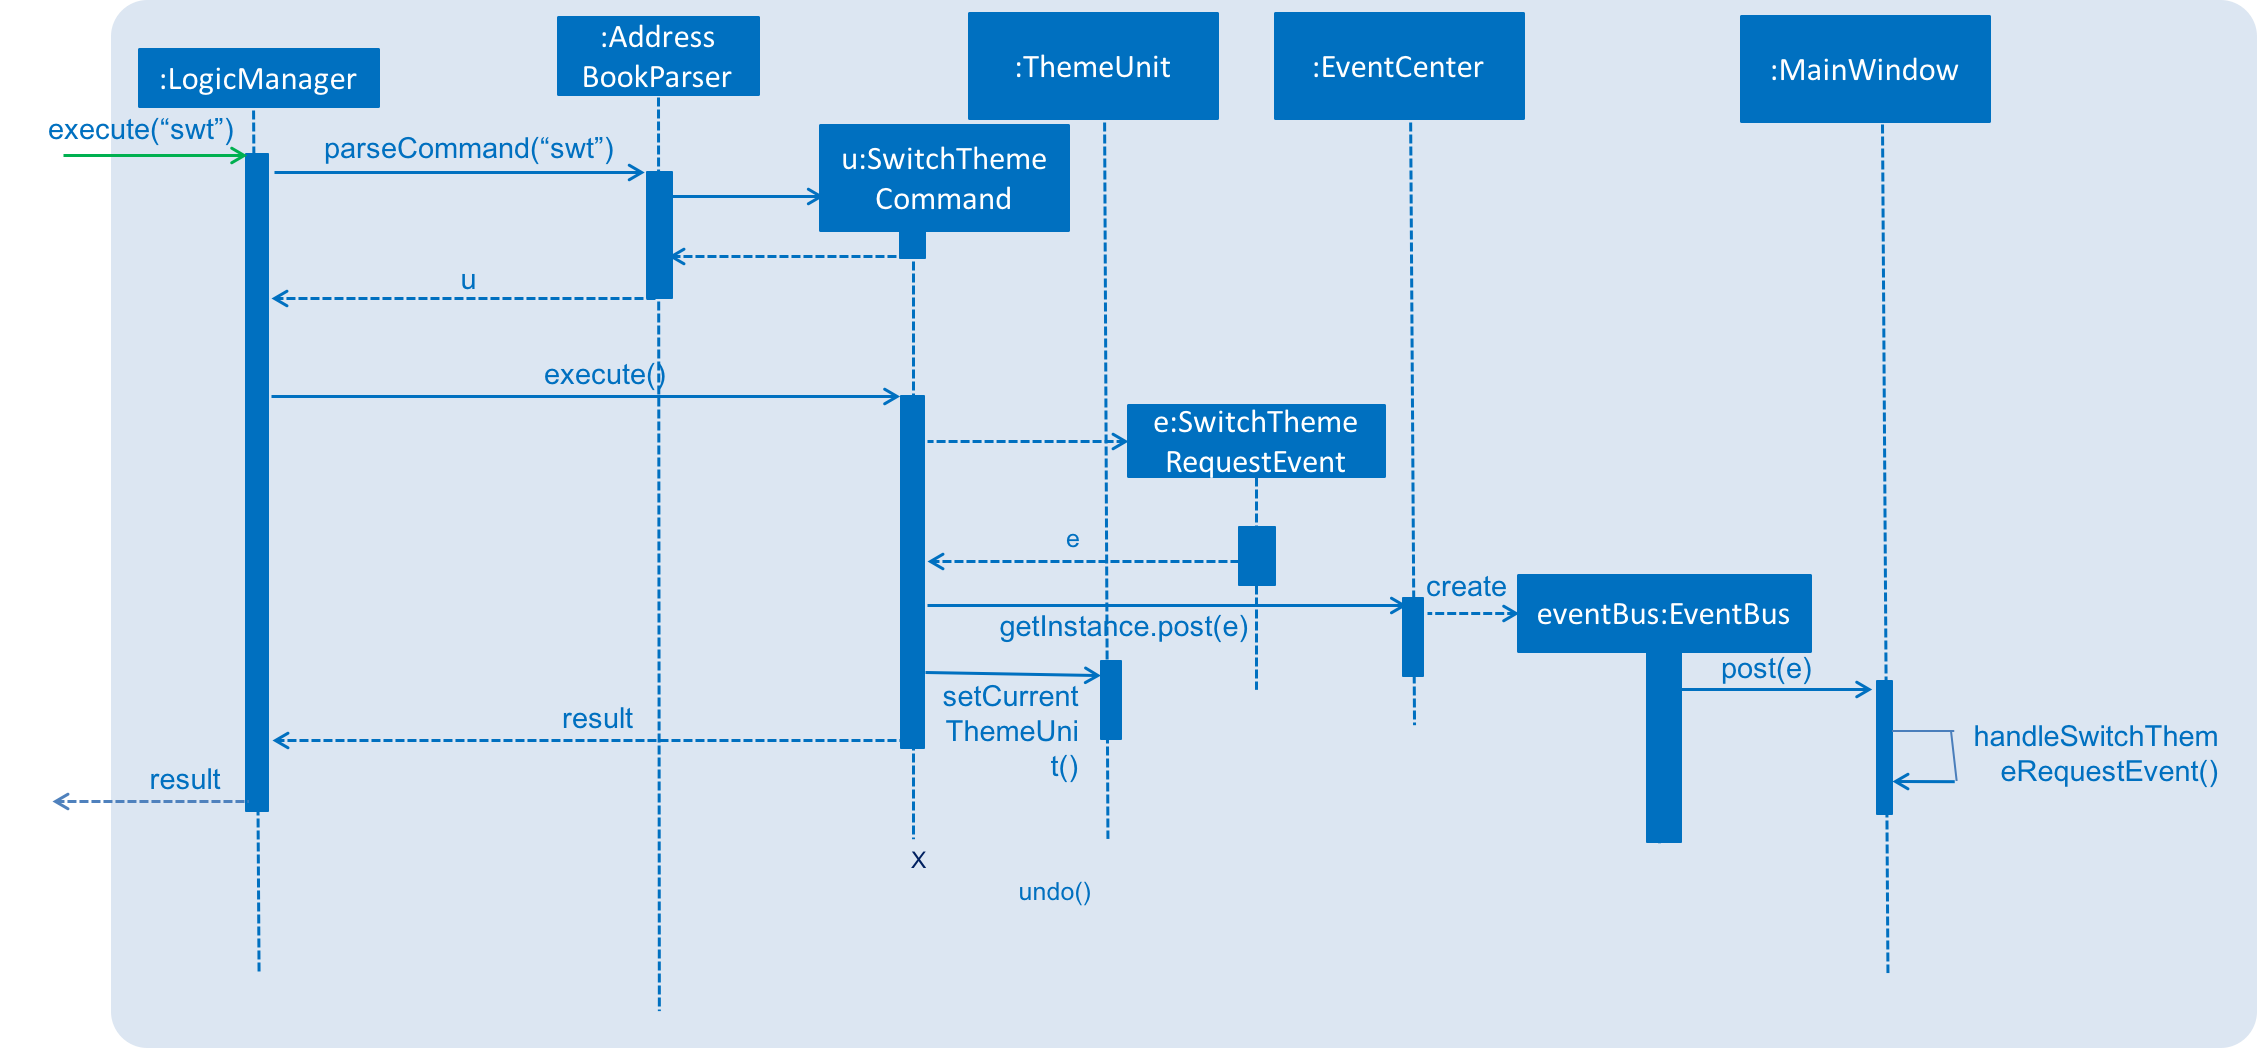 :LogicManager
:Address
BookParser
:ThemeUnit
:EventCenter
:MainWindow
execute(“swt”)
parseCommand(“swt”)
u:SwitchTheme
Command
u
execute()
e:SwitchTheme
RequestEvent
e
create
eventBus:EventBus
getInstance.post(e)
post(e)
setCurrent
ThemeUni
t()
result
handleSwitchThem
eRequestEvent()
result
X
undo()